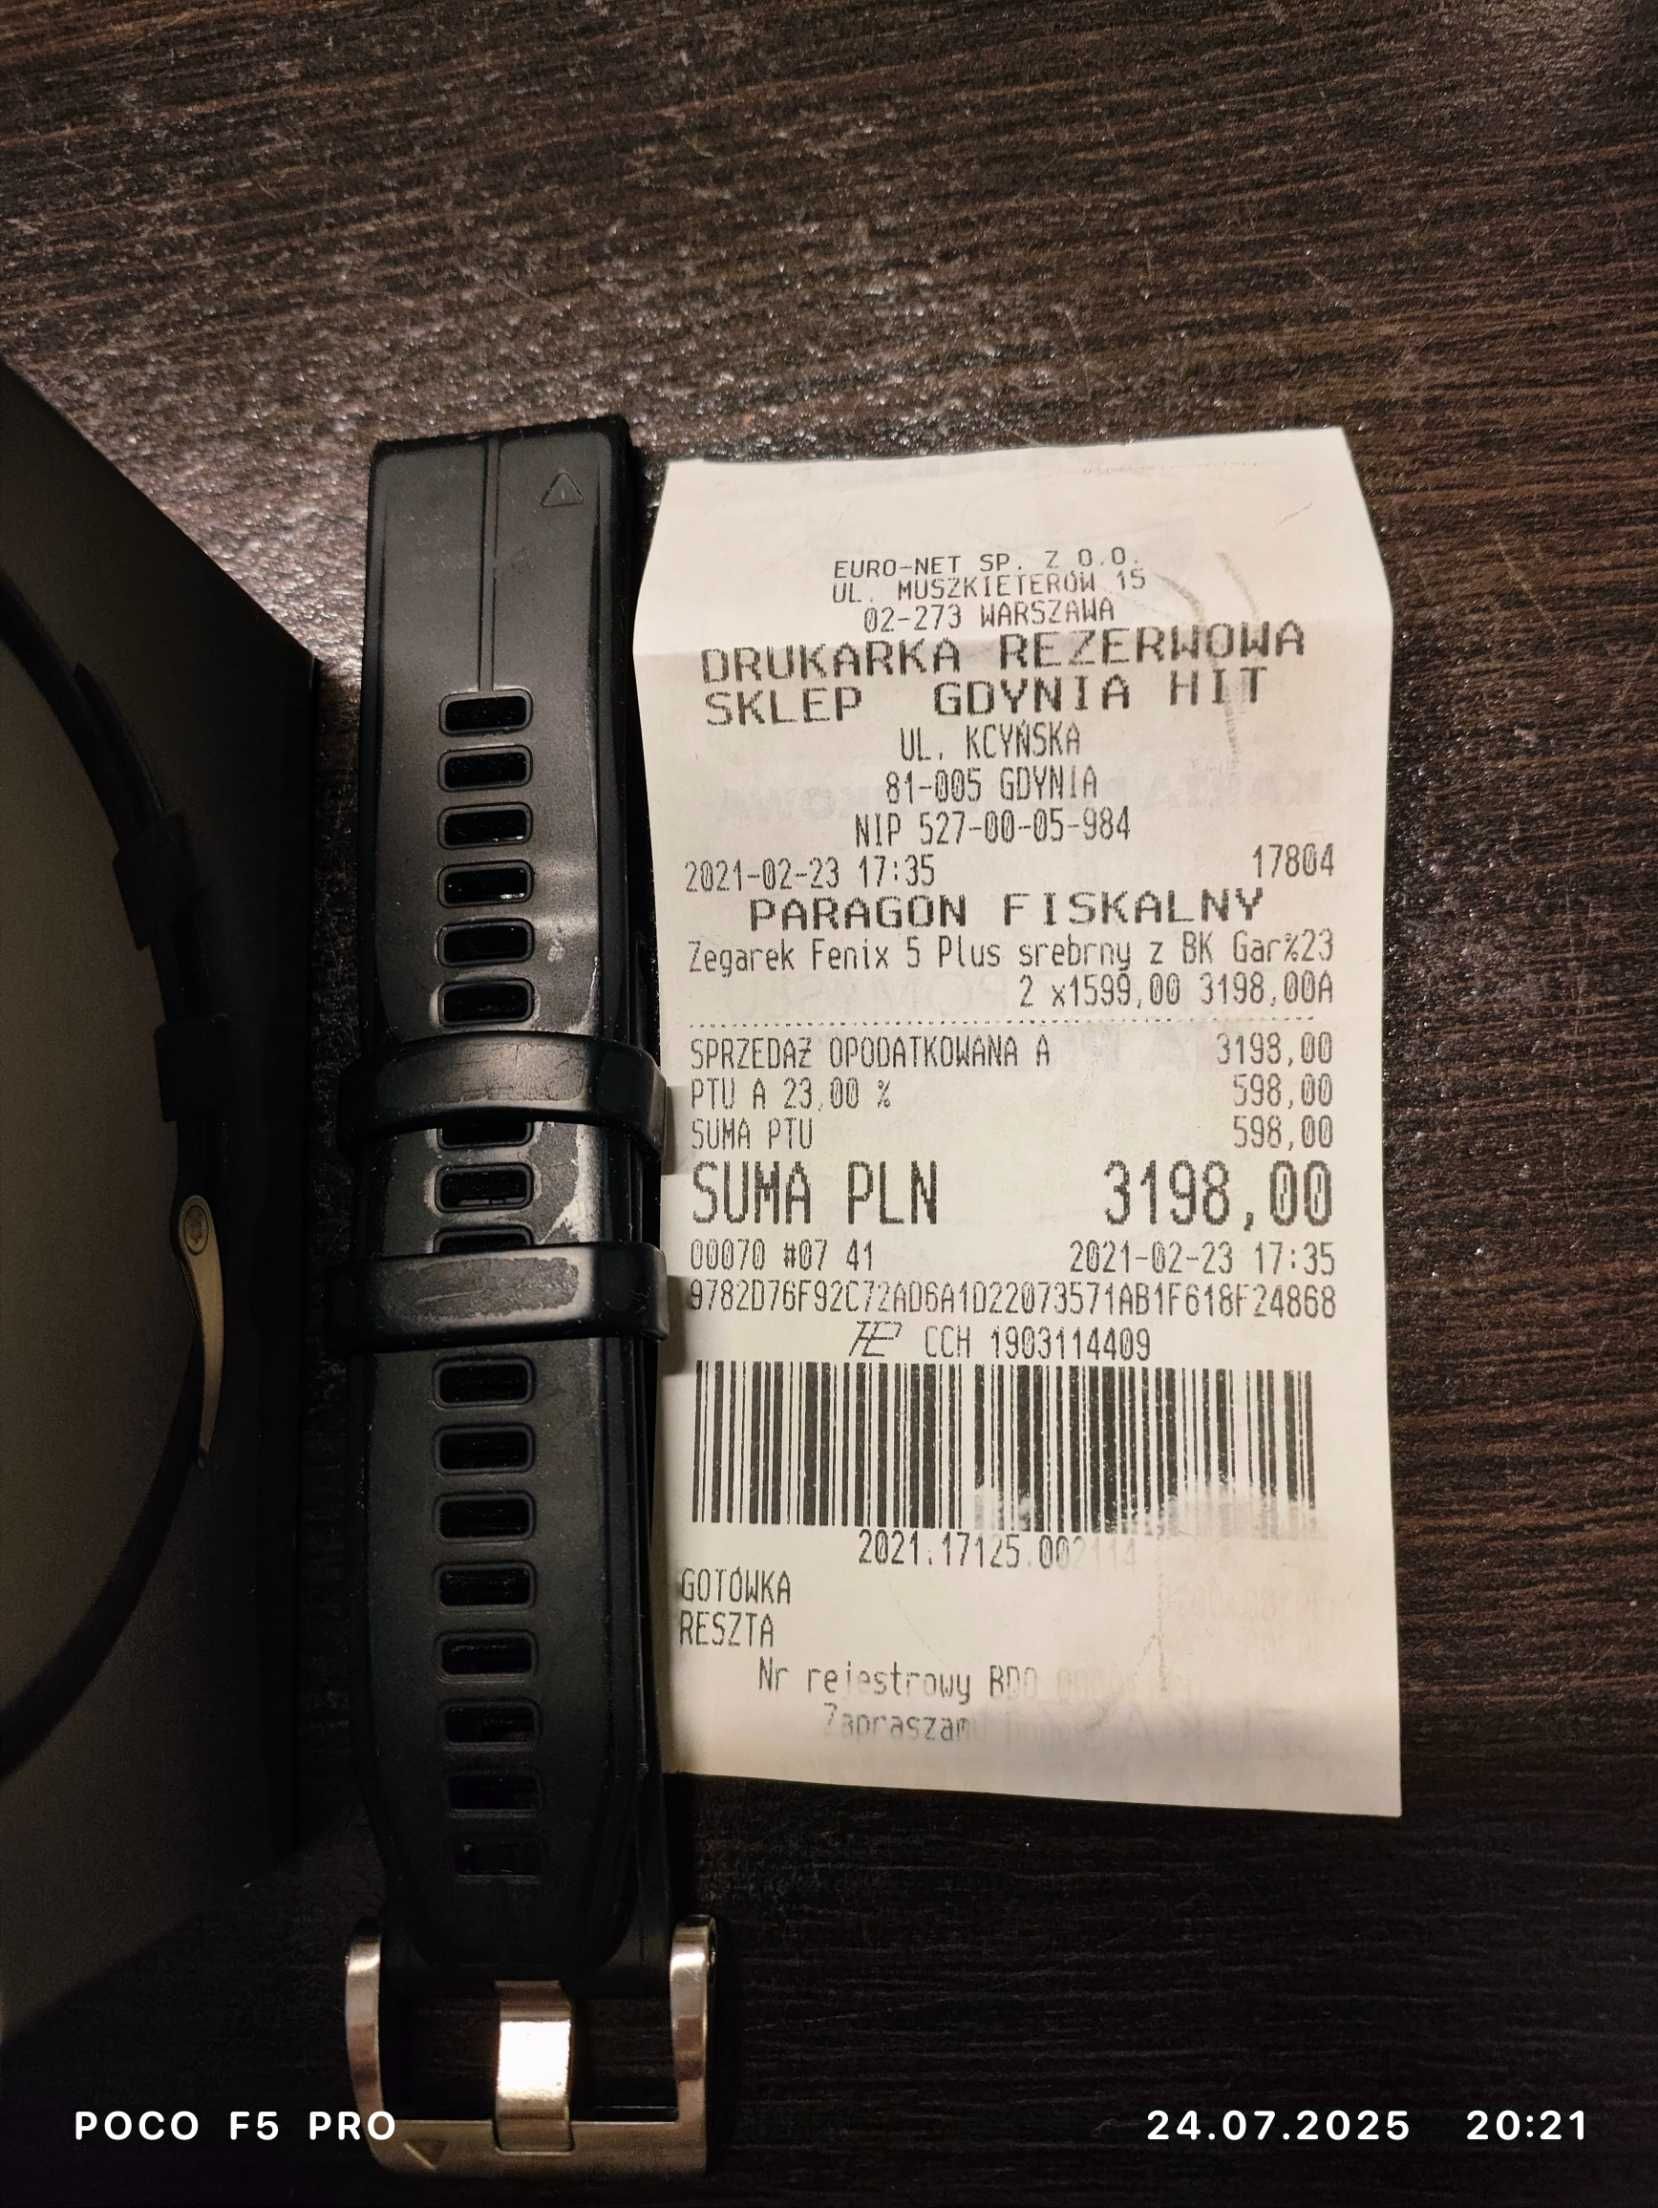 EURO-NET SP. Z O.O.
UL. MUSZKIETERÓW 15
02-273 WARSZAWA
DRUKARKA REZERWOWA
SKLEP GDYNIA HIT
UL. KCYŃSKA
81-005 GDYNIA
NIP 527-00-05-984
2021-02-23 17:35 17804
PARAGON FISKALNY
Zegarek Fenix 5 Plus srebrny z BK Gar%23
2 x1599,00 3198,00A
SPRZEDAŻ OPODATKOWANA A 3198,00
PTU A 23,00 % 598,00
SUMA PTU 598,00
SUMA PLN 3198,00
00070 #07 41 2021-02-23 17:35
9782D76F92C72AD6A1D22073571AB1F618F24868
CCH 1903114409
2021.17125.002114
GOTÓWKA
RESZTA
Nr rejestrowy BDO
Zapraszamy
POCO F5 PRO 24.07.2025 20:21